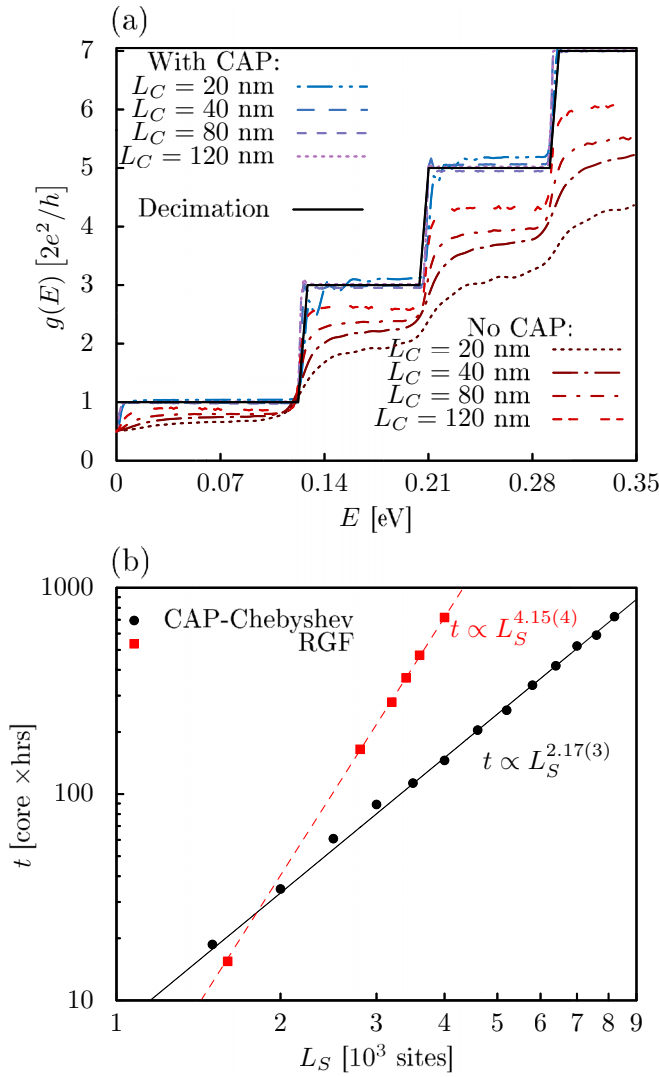 (a)
7
6
5
4
3
2
1
0
g(E) [2e²/h]
With CAP:
L_C = 20 nm
L_C = 40 nm
L_C = 80 nm
L_C = 120 nm
Decimation
No CAP:
L_C = 20 nm
L_C = 40 nm
L_C = 80 nm
L_C = 120 nm
0 0.07 0.14 0.21 0.28 0.35
E [eV]
(b)
1000
100
10
t [core ×hrs]
CAP-Chebyshev
RGF
t ∝ L_S^{4.15(4)}
t ∝ L_S^{2.17(3)}
1 2 3 4 5 6 7 8 9
L_S [10³ sites]